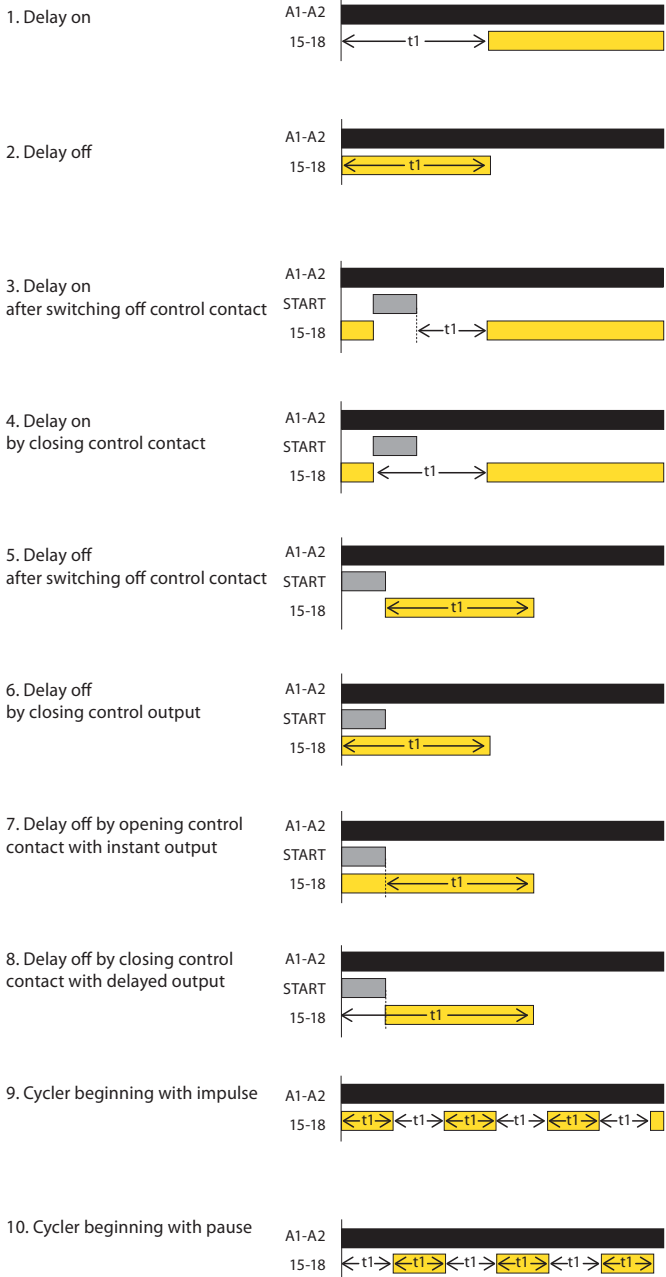 1. Delay on
A1-A2
15-18
t1
2. Delay off
A1-A2
15-18
t1
3. Delay on
after switching off control contact
A1-A2
START
15-18
t1
4. Delay on
by closing control contact
A1-A2
START
15-18
t1
5. Delay off
after switching off control contact
A1-A2
START
15-18
t1
6. Delay off
by closing control output
A1-A2
START
15-18
t1
7. Delay off by opening control
contact with instant output
A1-A2
START
15-18
t1
8. Delay off by closing control
contact with delayed output
A1-A2
START
15-18
t1
9. Cycler beginning with impulse
A1-A2
15-18
t1 t1 t1 t1 t1 t1
10. Cycler beginning with pause
A1-A2
15-18
t1 t1 t1 t1 t1 t1